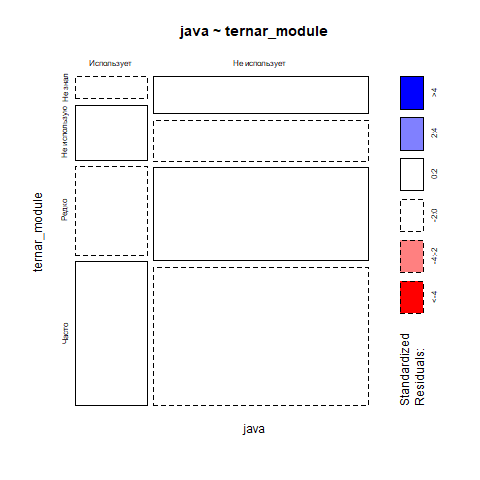 java ~ ternar_module
Использует
Не использует
Не знал
Не использую
Редко
Часто
ternar_module
java
>4
2:4
0:2
-2:0
-4:-2
<-4
Standardized
Residuals: